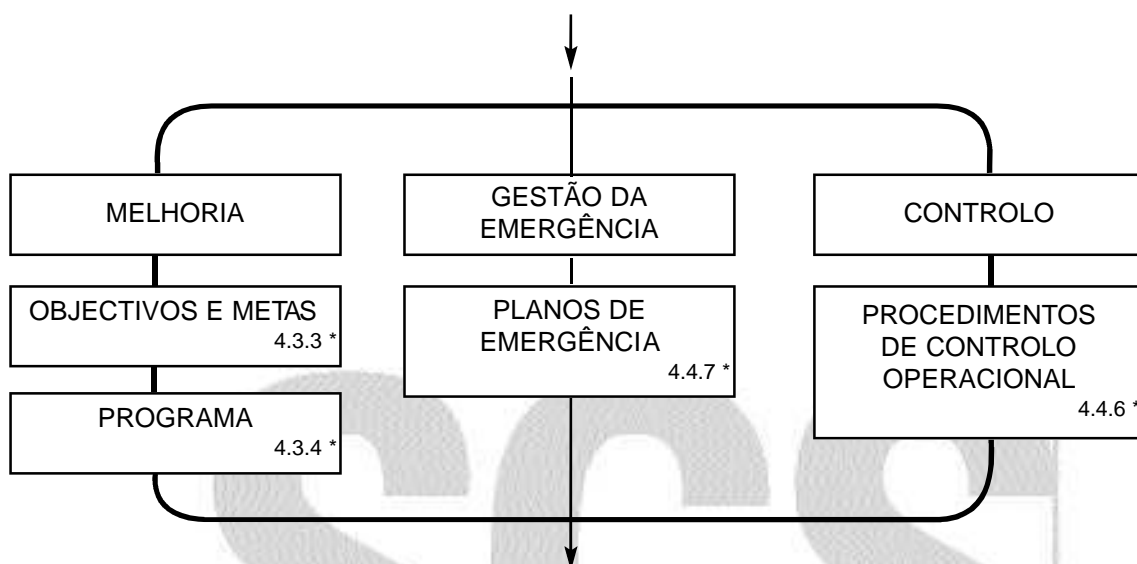 MELHORIA
OBJECTIVOS E METAS
4.3.3 *
PROGRAMA
4.3.4 *
GESTÃO DA
EMERGÊNCIA
PLANOS DE
EMERGÊNCIA
4.4.7 *
CONTROLO
PROCEDIMENTOS
DE CONTROLO
OPERACIONAL
4.4.6 *